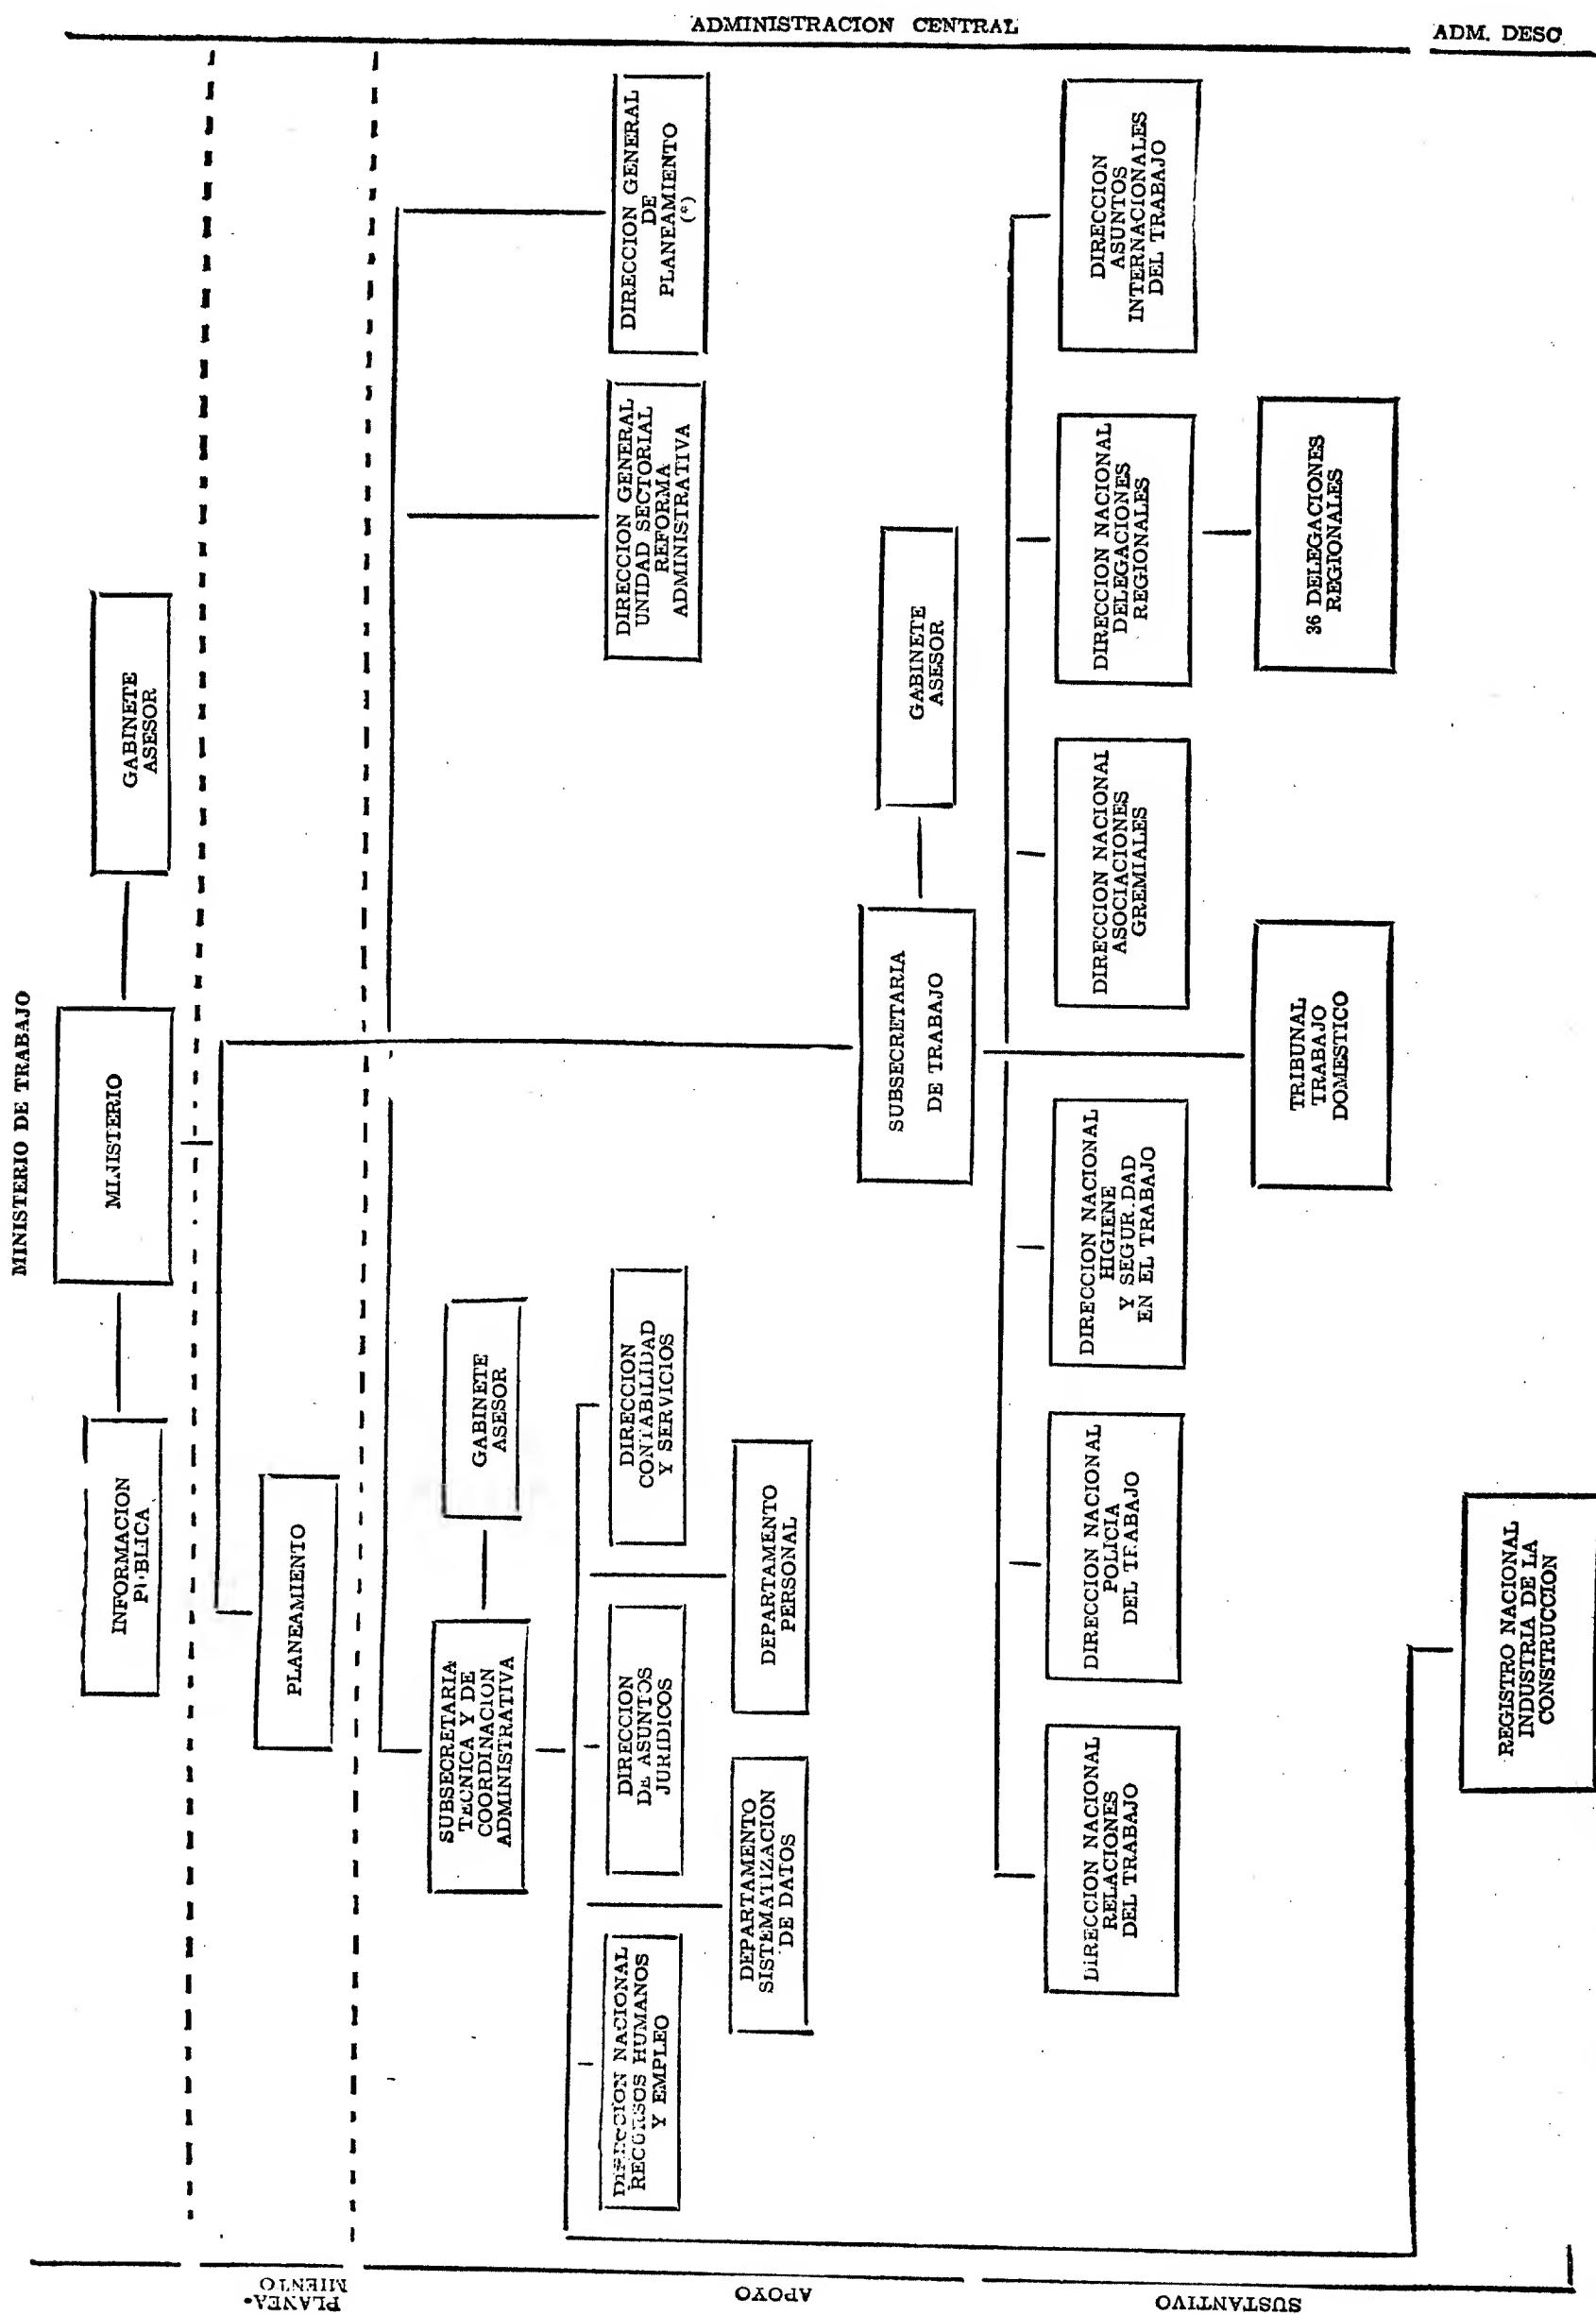 ADMINISTRACION CENTRAL
ADM. DESC
MINISTERIO DE TRABAJO
MINISTERIO
GABINETE
ASESOR
INFORMACION
PUBLICA
PLANEAMIENTO
SUBSECRETARIA
TECNICA Y DE
COORDINACION
ADMINISTRATIVA
GABINETE
ASESOR
DIRECCION GENERAL
UNIDAD SECTORIAL
REFORMA
ADMINISTRATIVA
DIRECCION GENERAL
DE
PLANEAMIENTO
(*)
DIRECCION NACIONAL
RECURSOS HUMANOS
Y EMPLEO
DIRECCION
DE ASUNTOS
JURIDICOS
DIRECCION
CONTABILIDAD
Y SERVICIOS
DEPARTAMENTO
SISTEMATIZACION
DE DATOS
DEPARTAMENTO
PERSONAL
SUBSECRETARIA
DE TRABAJO
GABINETE
ASESOR
DIRECCION NACIONAL
RELACIONES
DEL TRABAJO
DIRECCION NACIONAL
POLICIA
DEL TRABAJO
DIRECCION NACIONAL
HIGIENE
Y SEGURIDAD
EN EL TRABAJO
DIRECCION NACIONAL
ASOCIACIONES
GREMIALES
DIRECCION NACIONAL
DELEGACIONES
REGIONALES
DIRECCION
ASUNTOS
INTERNACIONALES
DEL TRABAJO
TRIBUNAL
TRABAJO
DOMESTICO
36 DELEGACIONES
REGIONALES
REGISTRO NACIONAL
INDUSTRIA DE LA
CONSTRUCCION
PLANEA-
MIENTO
APOYO
SUSTANTIVO